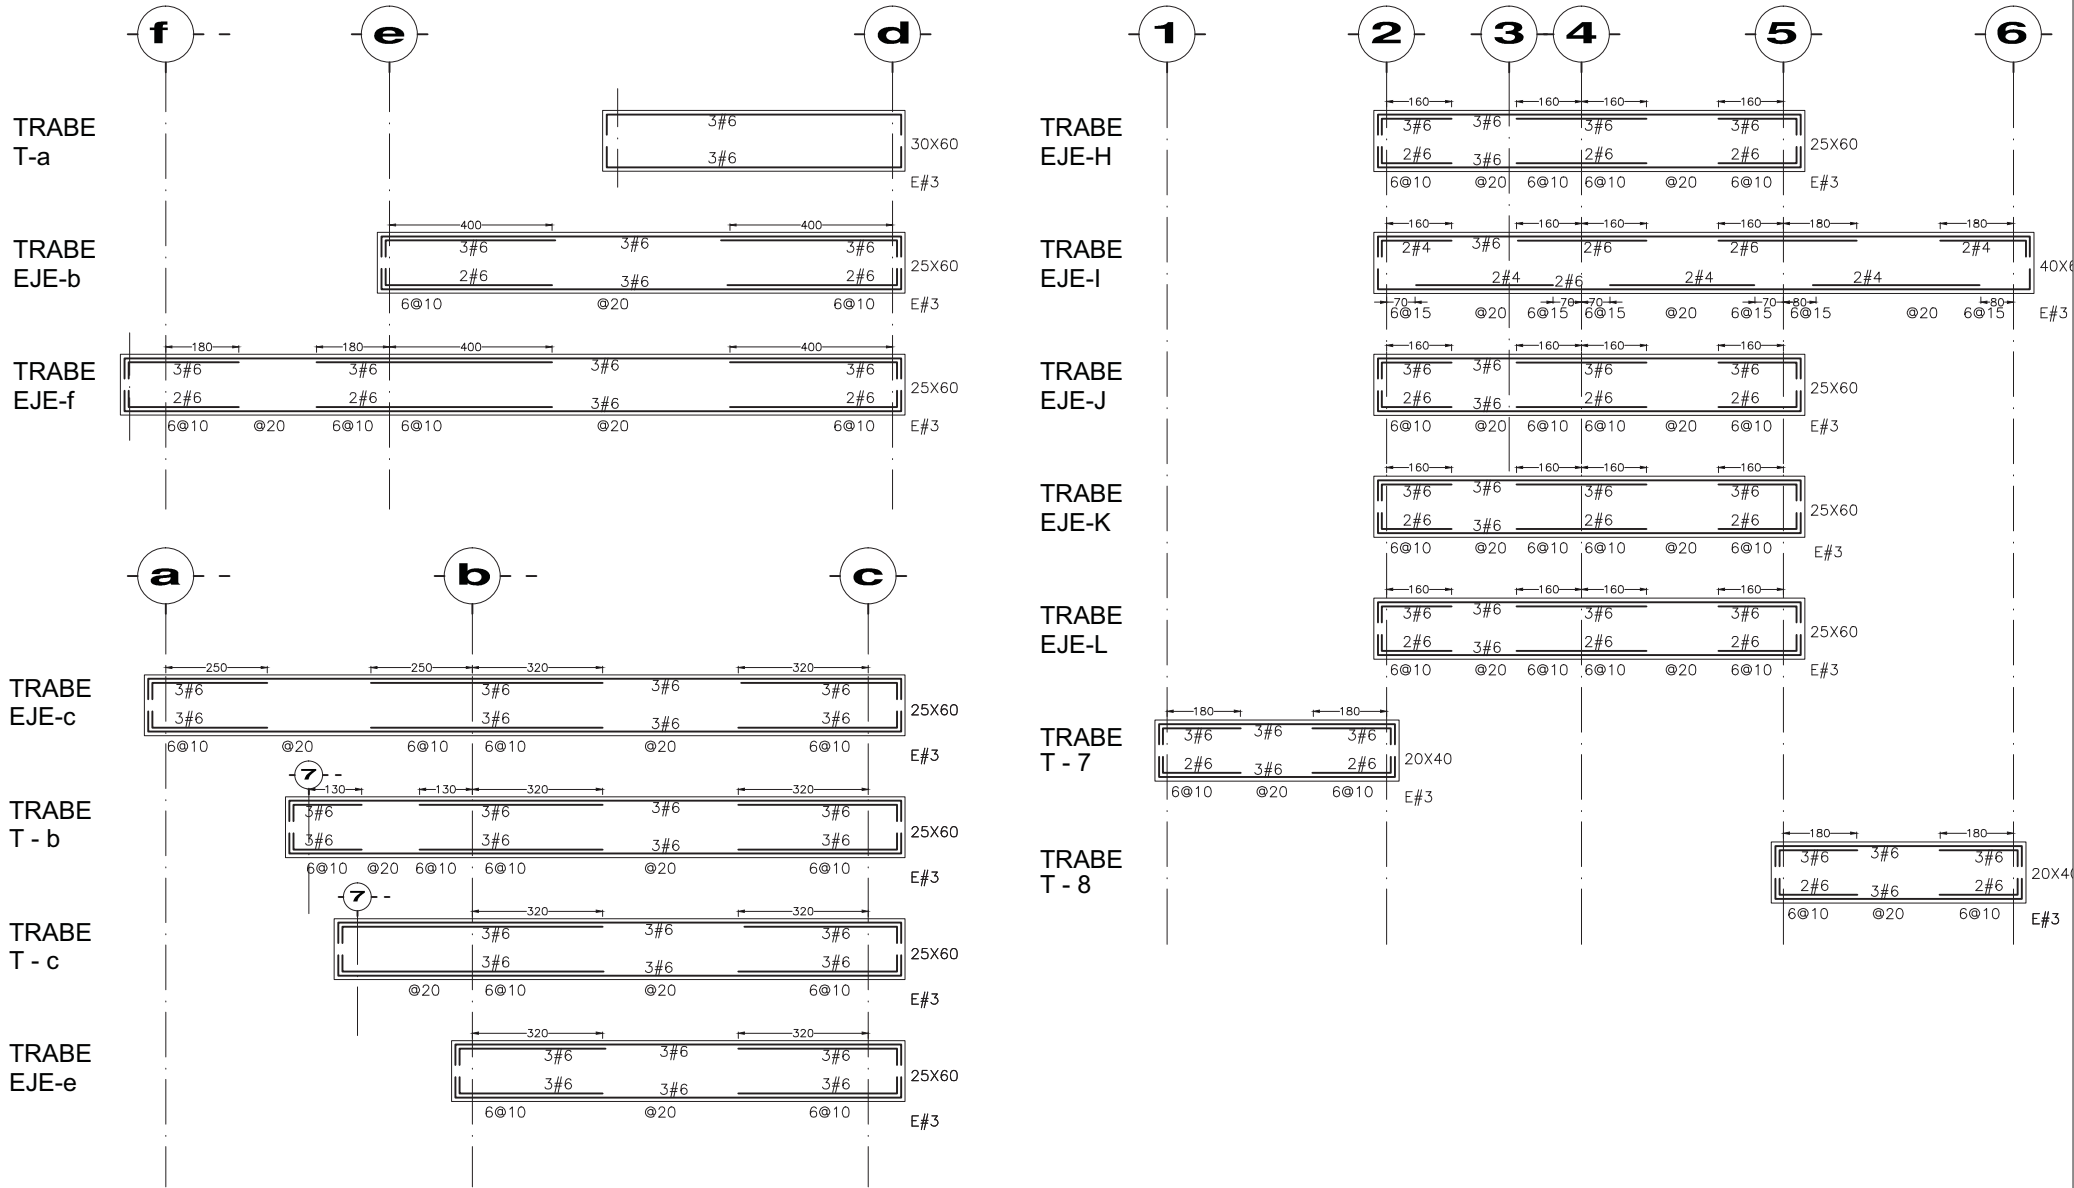 f e d
TRABE
T-a
3#6
3#6
30X60
E#3
TRABE
EJE-b
400 400
3#6 3#6 3#6
2#6 3#6 2#6
25X60
6@10 @20 6@10 E#3
TRABE
EJE-f
180 180 400 400
3#6 3#6 3#6 3#6
2#6 2#6 3#6 2#6
25X60
6@10 @20 6@10 6@10 @20 6@10 E#3
a b c
TRABE
EJE-c
250 250 320 320
3#6 3#6 3#6 3#6
3#6 3#6 3#6 3#6
25X60
6@10 @20 6@10 6@10 @20 6@10 E#3
7
TRABE
T - b
130 130 320 320
3#6 3#6 3#6 3#6
3#6 3#6 3#6 3#6
25X60
6@10 @20 6@10 6@10 @20 6@10 E#3
7
TRABE
T - c
320 320
3#6 3#6 3#6
3#6 3#6 3#6
25X60
@20 6@10 @20 6@10 E#3
TRABE
EJE-e
320 320
3#6 3#6 3#6
3#6 3#6 3#6
25X60
6@10 @20 6@10 E#3
1 2 3 4 5 6
TRABE
EJE-H
160 160 160 160
3#6 3#6 3#6 3#6
2#6 3#6 2#6 2#6
25X60
6@10 @20 6@10 6@10 @20 6@10 E#3
TRABE
EJE-I
160 160 160 160 180 180
2#4 3#6 2#6 2#6 2#4
2#4 2#6 2#4 2#4
70 70 70 70 80 80
6@15 @20 6@15 6@15 @20 6@15 6@15 @20 6@15 E#3
TRABE
EJE-J
160 160 160 160
3#6 3#6 3#6 3#6
2#6 3#6 2#6 2#6
25X60
6@10 @20 6@10 6@10 @20 6@10 E#3
TRABE
EJE-K
160 160 160 160
3#6 3#6 3#6 3#6
2#6 3#6 2#6 2#6
25X60
6@10 @20 6@10 6@10 @20 6@10 E#3
TRABE
EJE-L
160 160 160 160
3#6 3#6 3#6 3#6
2#6 3#6 2#6 2#6
25X60
6@10 @20 6@10 6@10 @20 6@10 E#3
TRABE
T - 7
180 180
3#6 3#6 3#6
2#6 3#6 2#6
20X40
6@10 @20 6@10 E#3
TRABE
T - 8
180 180
3#6 3#6 3#6
2#6 3#6 2#6
6@10 @20 6@10 E#3